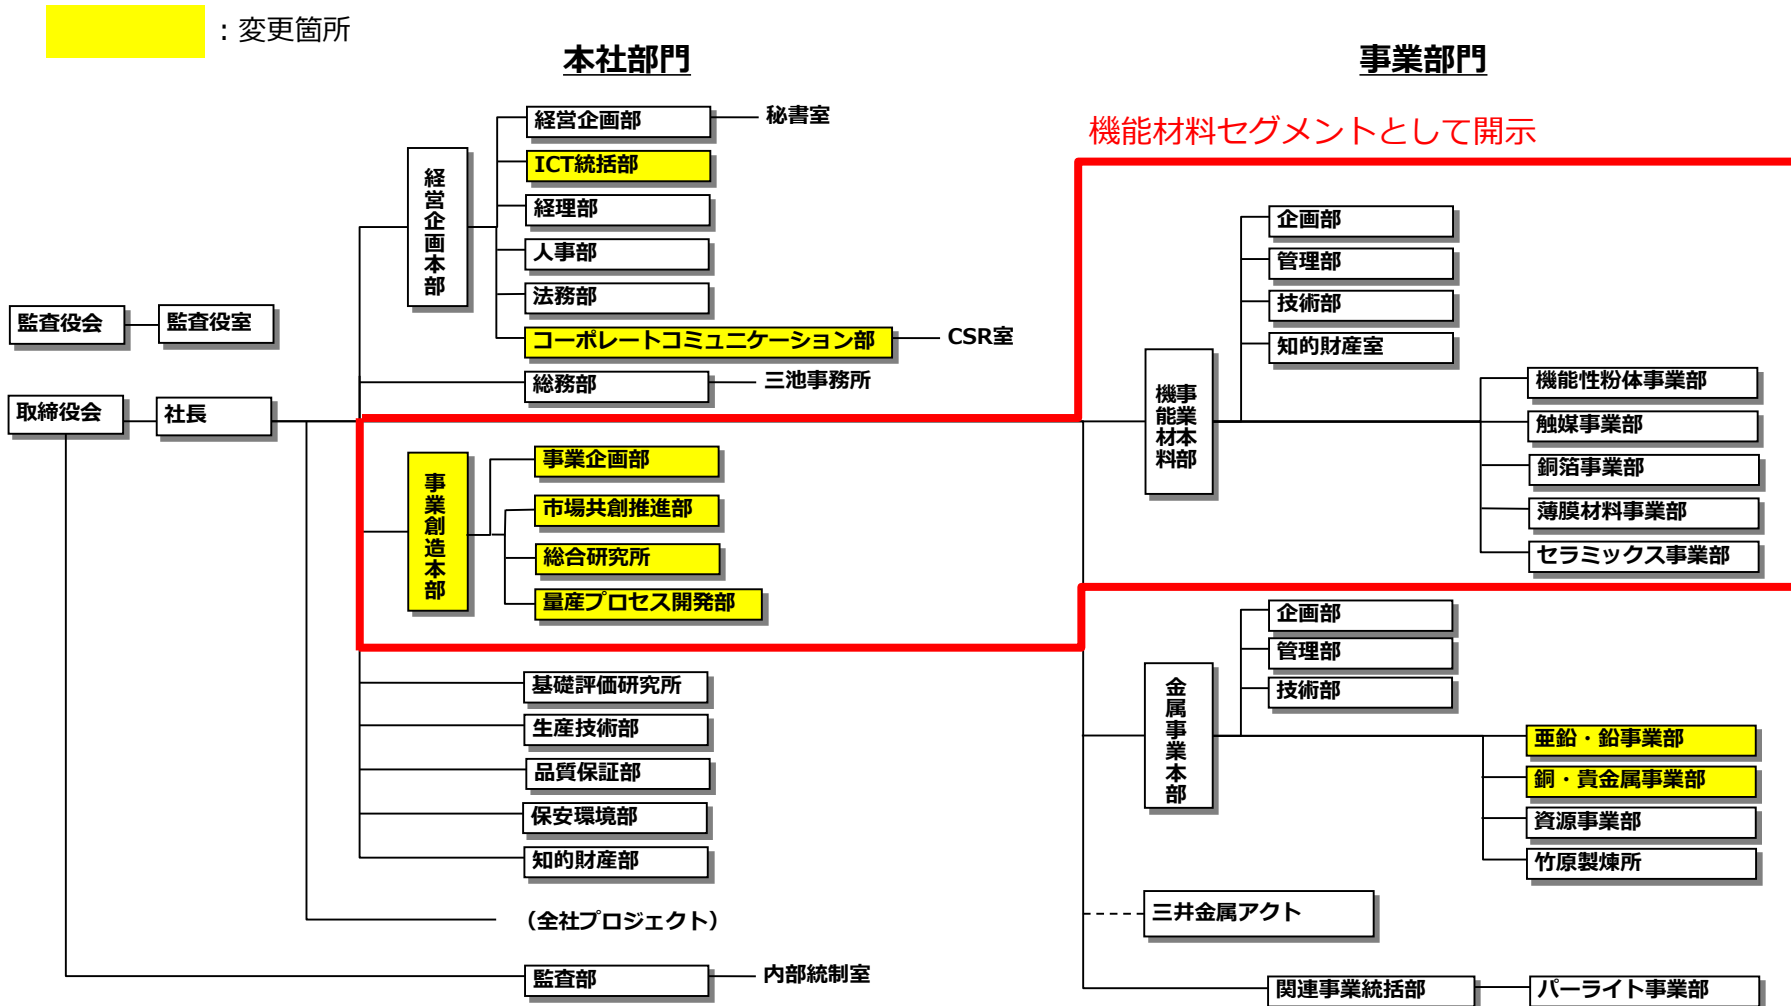 ：変更箇所
本社部門
事業部門
機能材料セグメントとして開示
経営企画本部
経営企画部
秘書室
ICT統括部
経理部
人事部
法務部
コーポレートコミュニケーション部
CSR室
総務部
三池事務所
監査役会
監査役室
取締役会
社長
事業創造本部
事業企画部
市場共創推進部
総合研究所
量産プロセス開発部
基礎評価研究所
生産技術部
品質保証部
保安環境部
知的財産部
（全社プロジェクト）
監査部
内部統制室
機能材料
事業本部
企画部
管理部
技術部
知的財産室
機能性粉体事業部
触媒事業部
銅箔事業部
薄膜材料事業部
セラミックス事業部
金属事業本部
企画部
管理部
技術部
亜鉛・鉛事業部
銅・貴金属事業部
資源事業部
竹原製煉所
三井金属アクト
関連事業統括部
パーライト事業部